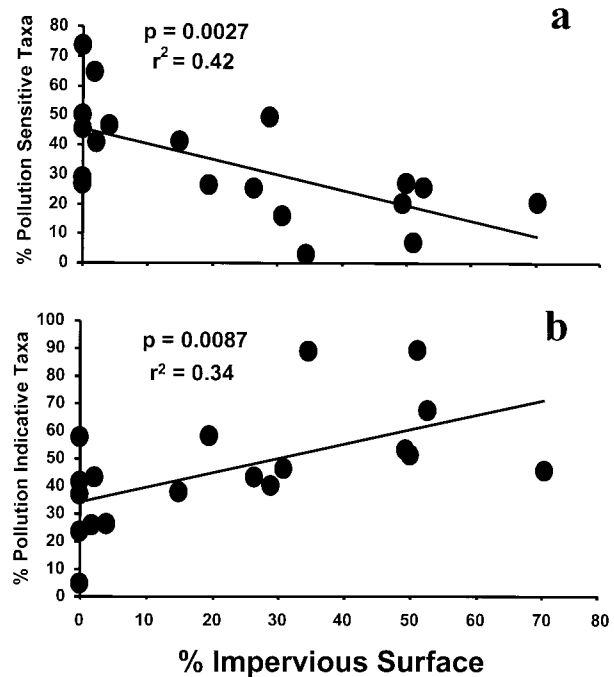 a
p = 0.0027
r² = 0.42
% Pollution Sensitive Taxa
80
70
60
50
40
30
20
10
0
b
p = 0.0087
r² = 0.34
% Pollution Indicative Taxa
100
90
80
70
60
50
40
30
20
10
0
0 10 20 30 40 50 60 70 80
% Impervious Surface